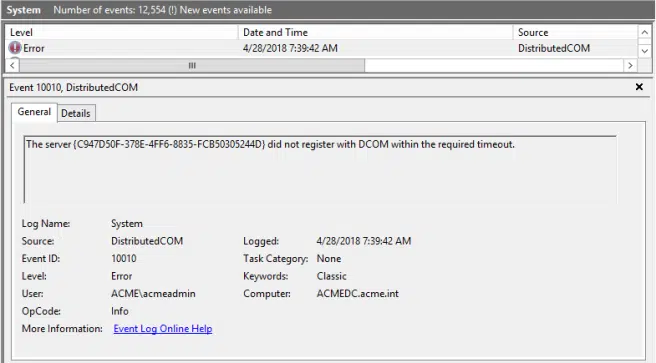 System Number of events: 12,554 (!) New events available
Level Date and Time Source
Error 4/28/2018 7:39:42 AM DistributedCOM
Event 10010, DistributedCOM
General Details
The server {C947D50F-378E-4FF6-8835-FCB50305244D} did not register with DCOM within the required timeout.
Log Name: System
Source: DistributedCOM Logged: 4/28/2018 7:39:42 AM
Event ID: 10010 Task Category: None
Level: Error Keywords: Classic
User: ACME\acmeadmin Computer: ACMEDC.acme.int
OpCode: Info
More Information: Event Log Online Help